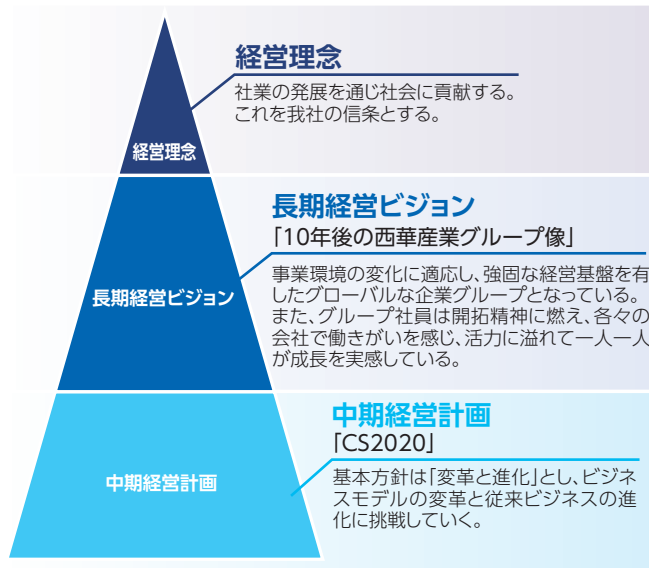 経営理念
社業の発展を通じ社会に貢献する。
これを我社の信条とする。
経営理念
長期経営ビジョン
「10年後の西華産業グループ像」
事業環境の変化に適応し、強固な経営基盤を有
したグローバルな企業グループとなっている。
また、グループ社員は開拓精神に燃え、各々の
会社で働きがいを感じ、活力に溢れて一人一人
が成長を実感している。
長期経営ビジョン
中期経営計画
「CS2020」
基本方針は「変革と進化」とし、ビジネ
スモデルの変革と従来ビジネスの進
化に挑戦していく。
中期経営計画